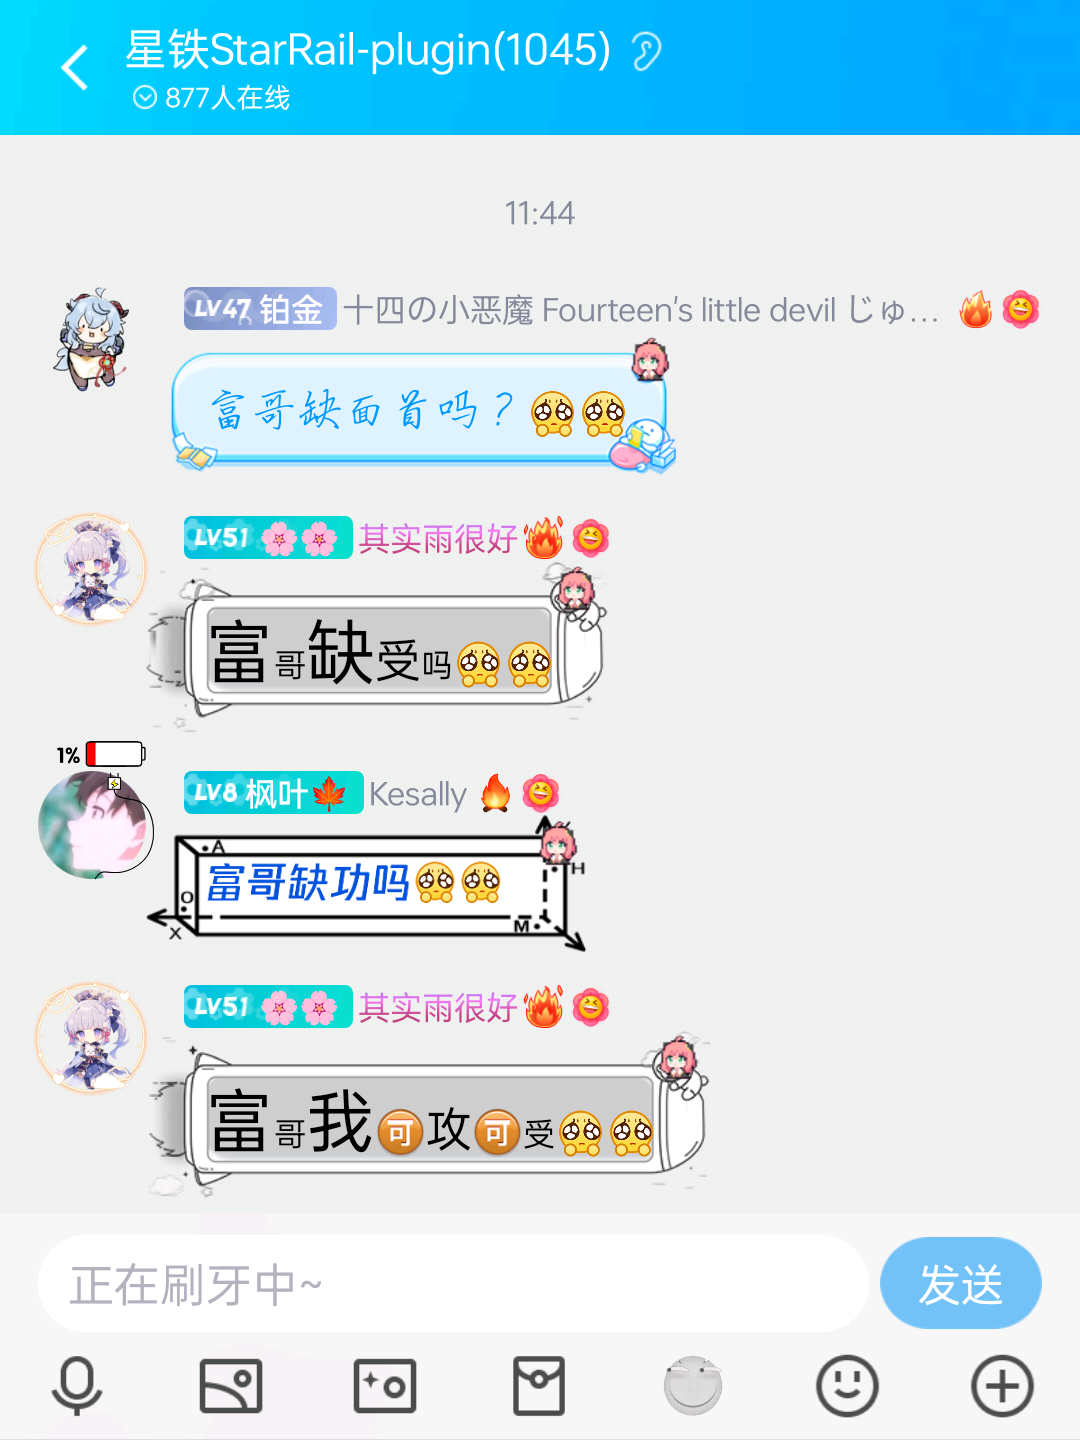 星铁StarRail-plugin(1045)
877人在线
11:44
LV47 铂金 十四の小恶魔 Fourteen's little devil じゅ…
富哥缺面首吗？🥺🥺
LV51 🌸🌸 其实雨很好🔥
富哥缺受吗🥺🥺
1%
LV8 枫叶🍁 Kesally 🔥
A
富哥缺功吗🥺🥺
H
O
M
X
LV51 🌸🌸 其实雨很好🔥
富哥我🉑攻🉑受🥺🥺
正在刷牙中~
发送